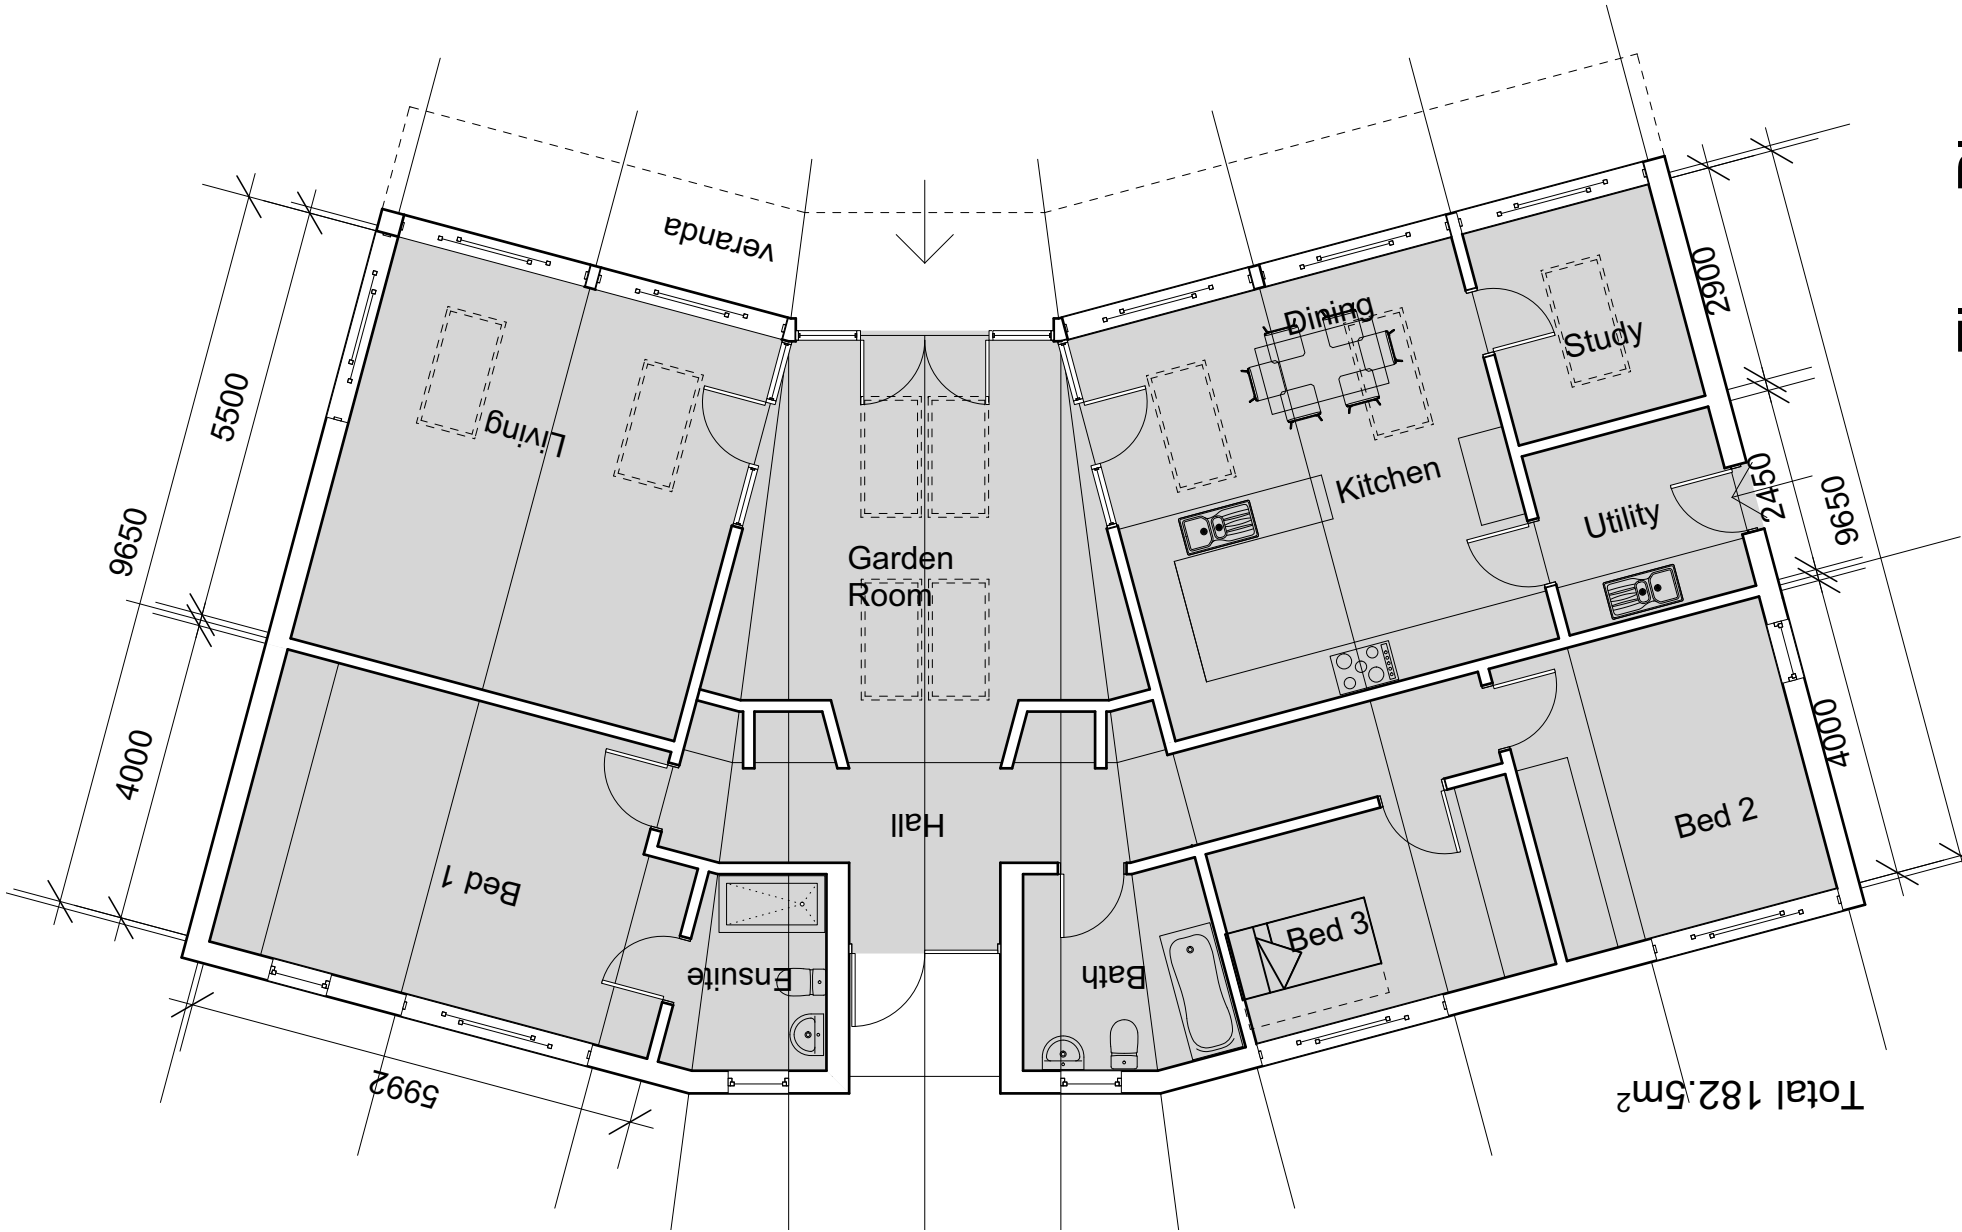 veranda
2900
Dining
Study
5500
Living
Kitchen
2450
9650
Utility
9650
Garden
Room
4000
4000
Hall
Bed 2
Bed 1
Bed 3
Ensuite
Bath
5992
Total 182.5m²